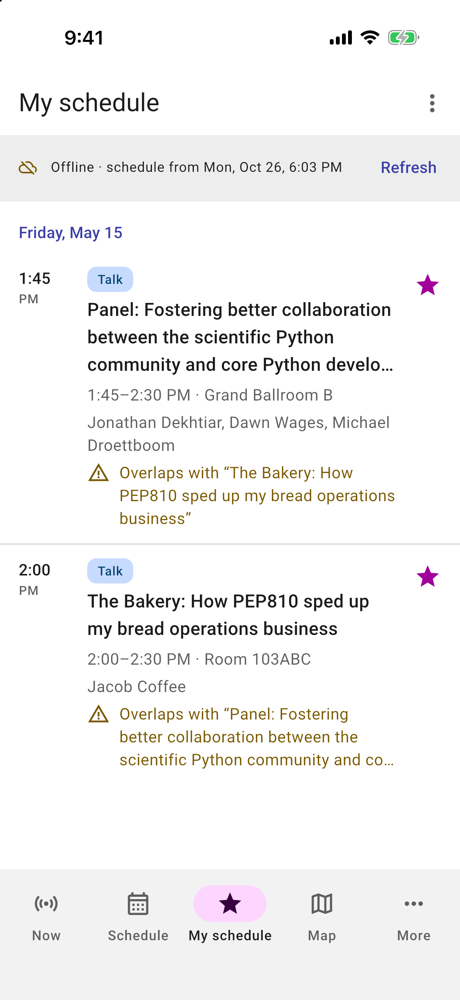 9:41
My schedule
Offline · schedule from Mon, Oct 26, 6:03 PM
Refresh
Friday, May 15
1:45
PM
Talk
Panel: Fostering better collaboration
between the scientific Python
community and core Python develo…
1:45–2:30 PM · Grand Ballroom B
Jonathan Dekhtiar, Dawn Wages, Michael
Droettboom
Overlaps with “The Bakery: How
PEP810 sped up my bread operations
business”
2:00
PM
Talk
The Bakery: How PEP810 sped up
my bread operations business
2:00–2:30 PM · Room 103ABC
Jacob Coffee
Overlaps with “Panel: Fostering
better collaboration between the
scientific Python community and co…
Now
Schedule
My schedule
Map
More